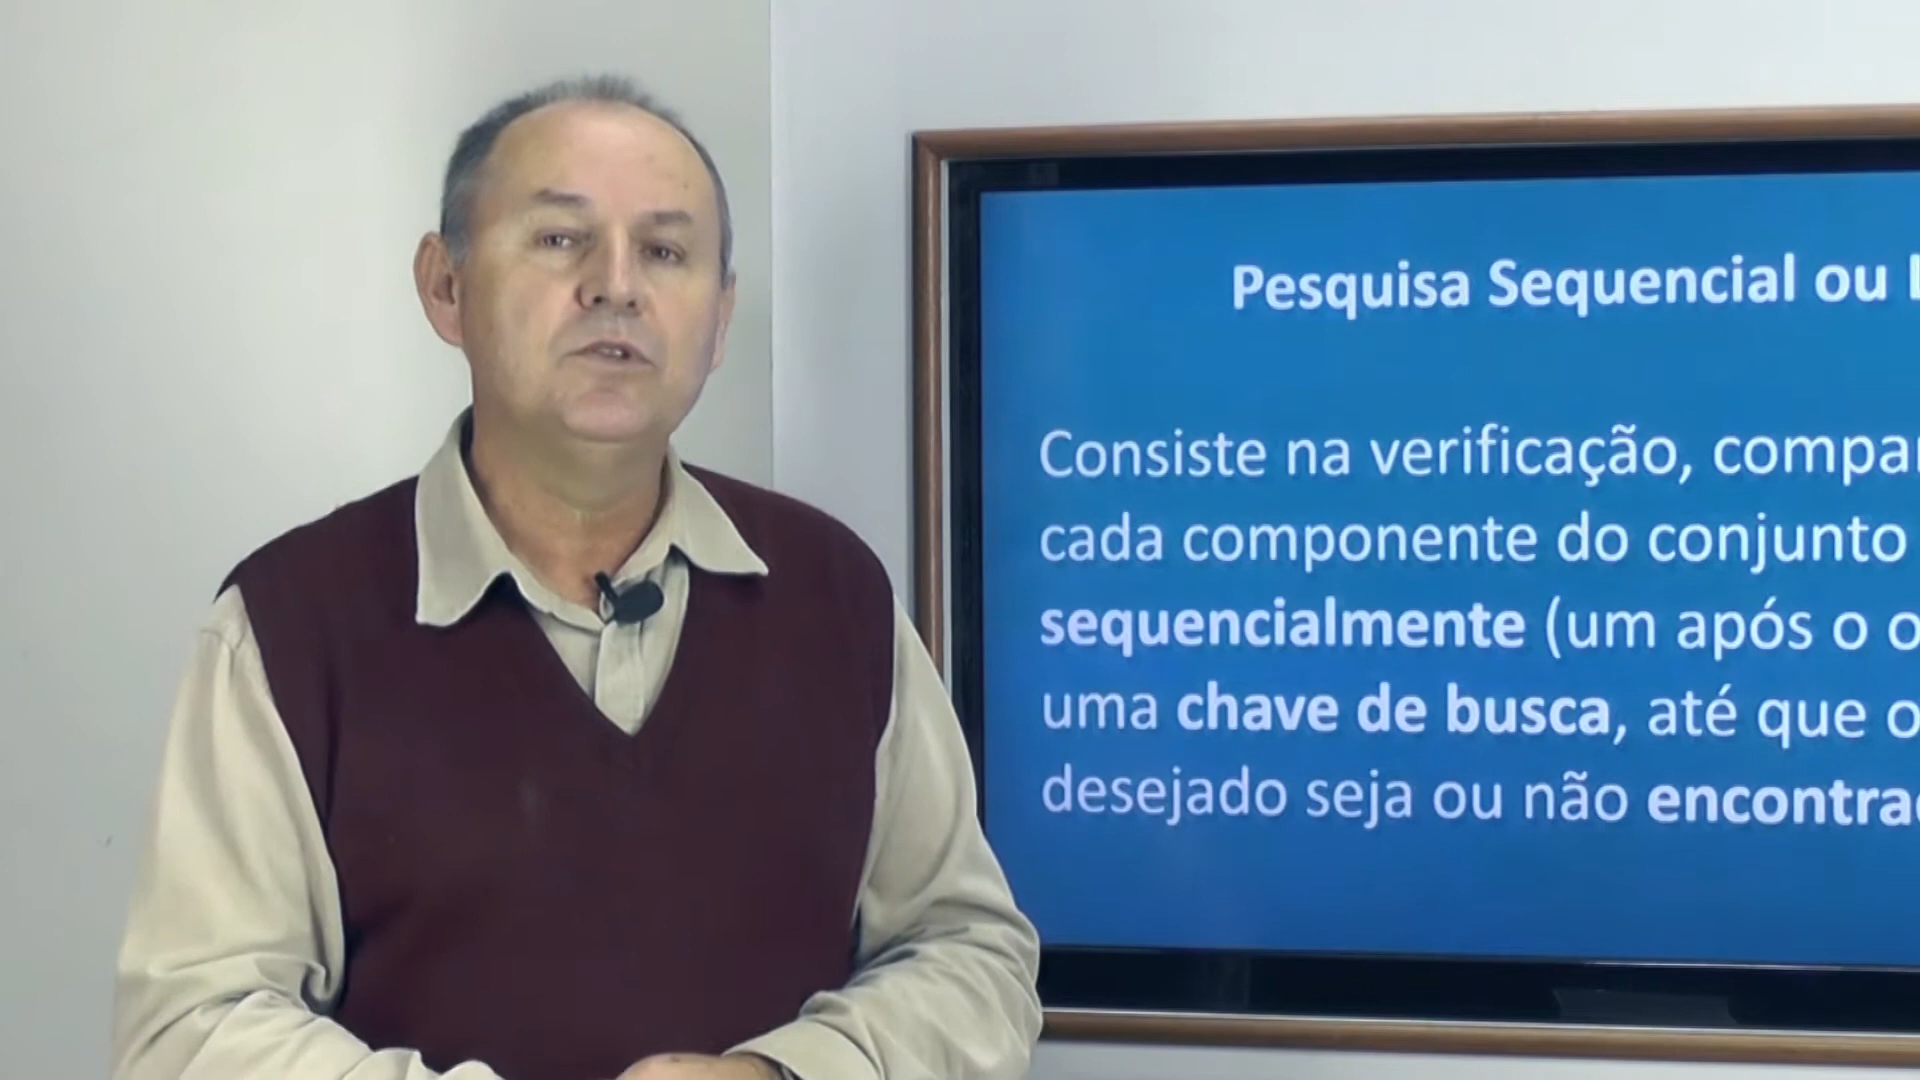 Pesquisa Sequencial ou
Consiste na verificação, compar
cada componente do conjunto
sequencialmente (um após o o
uma chave de busca, até que o
desejado seja ou não encontrad